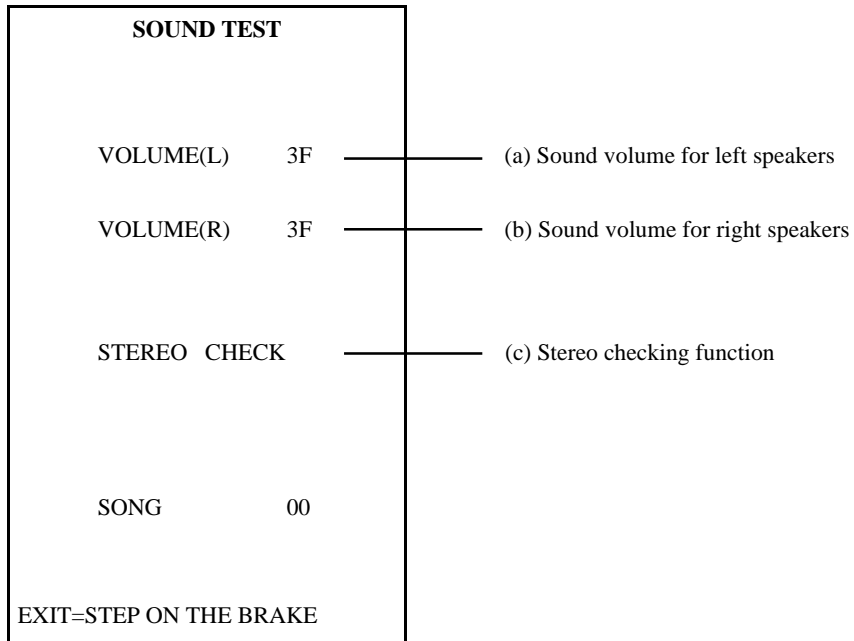 SOUND TEST
VOLUME(L) 3F (a) Sound volume for left speakers
VOLUME(R) 3F (b) Sound volume for right speakers
STEREO CHECK (c) Stereo checking function
SONG 00
EXIT=STEP ON THE BRAKE